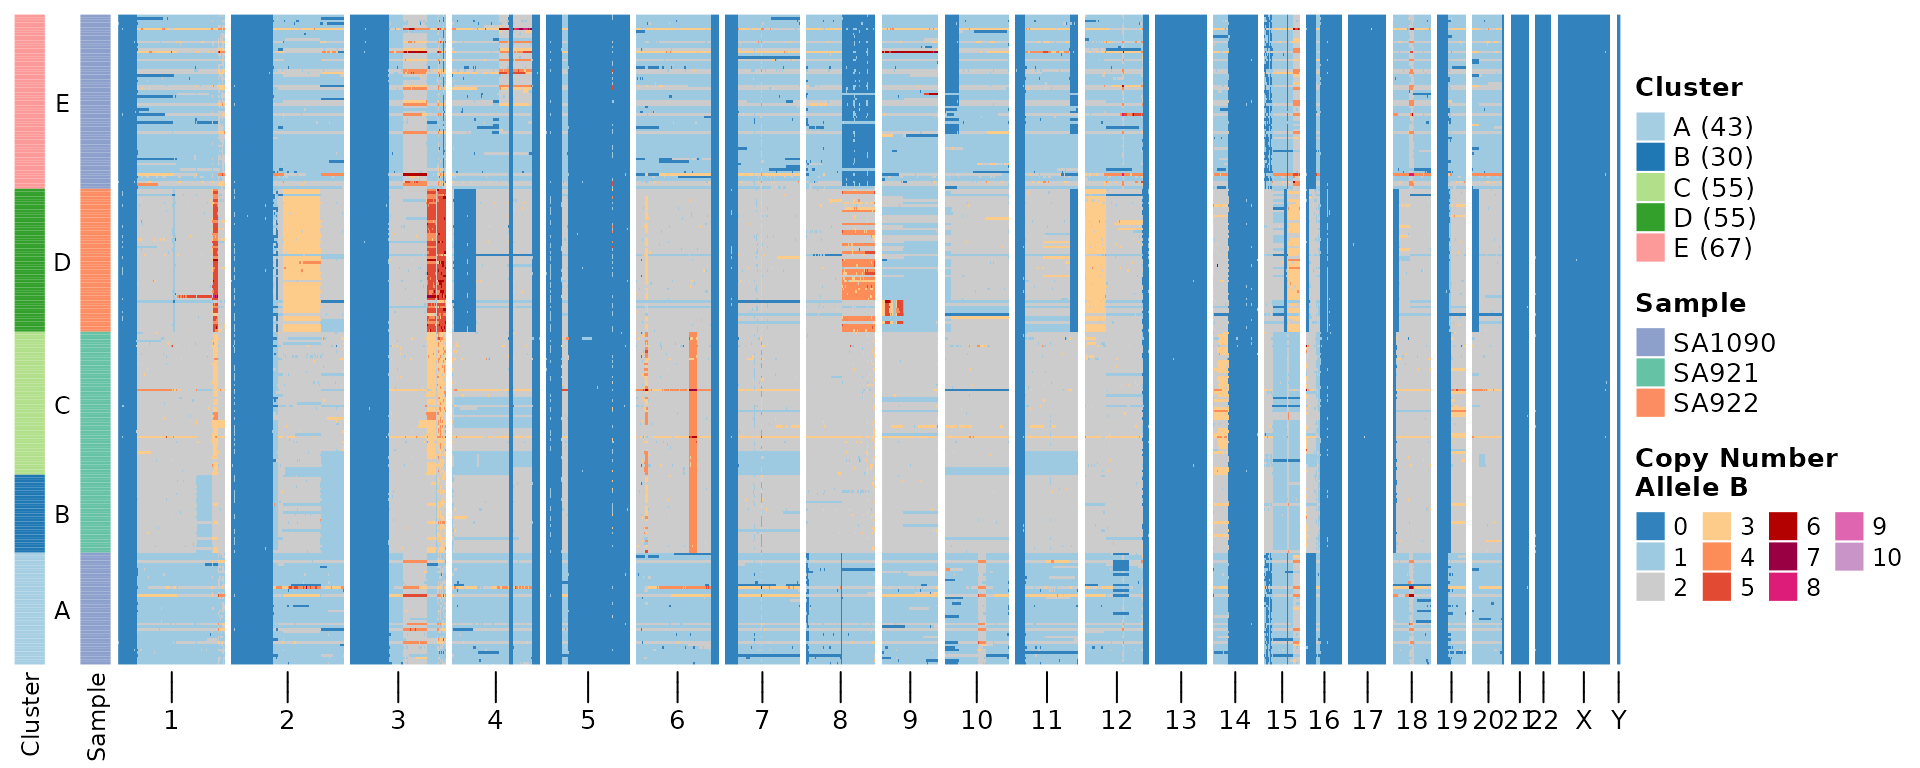 E
D
C
B
A
Cluster
Sample
1
2
3
4
5
6
7
8
9
10
11
12
13
14
15
16
17
18
19
20
21
22
X
Y
Cluster
A (43)
B (30)
C (55)
D (55)
E (67)
Sample
SA1090
SA921
SA922
Copy Number
Allele B
0 3 6 9
1 4 7 10
2 5 8